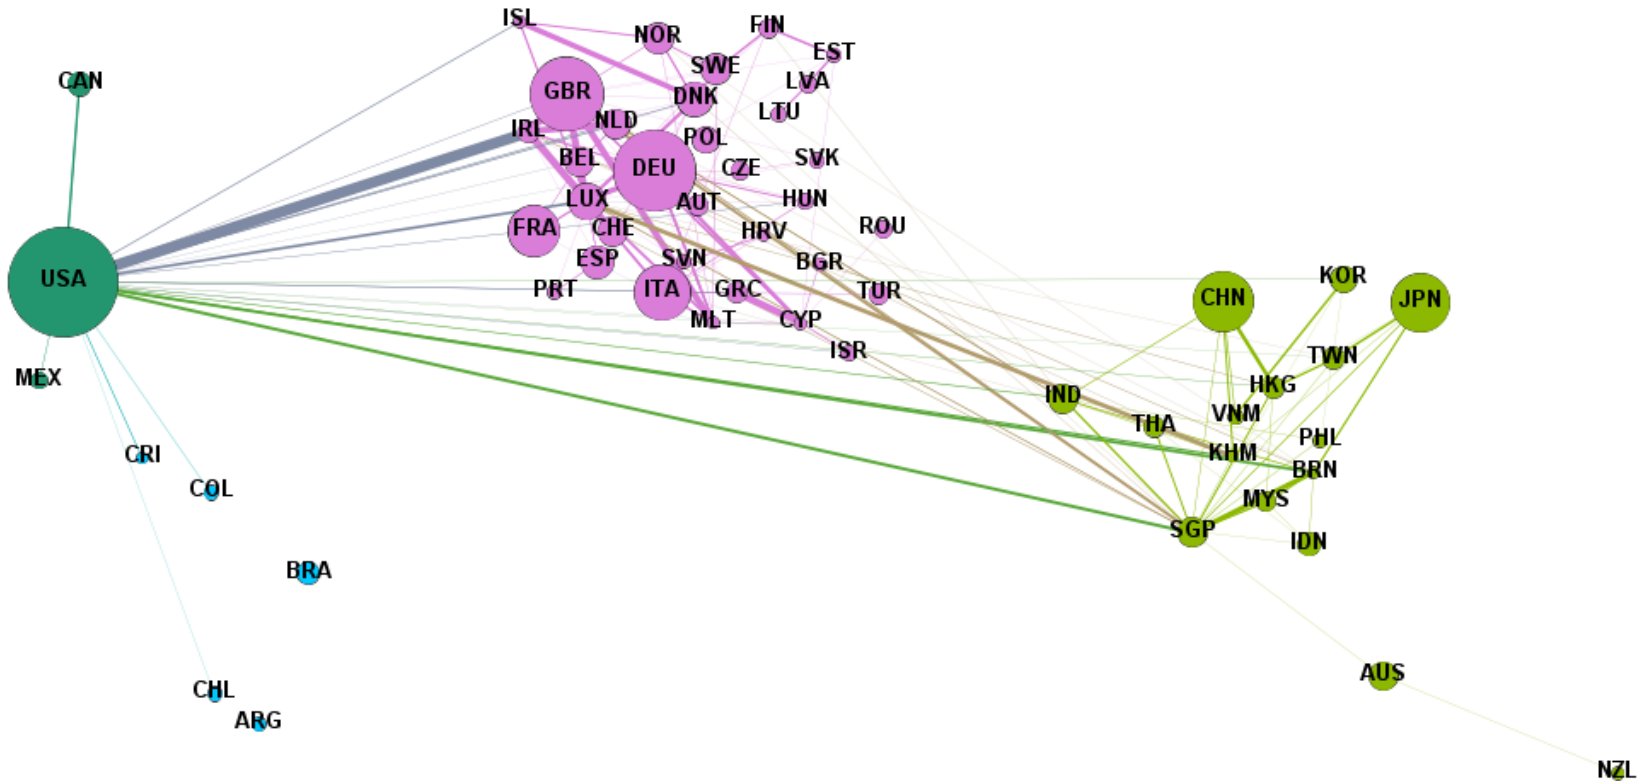 ISL
FIN
NOR
EST
SWE
CAN
LVA
GBR
DNK
LTU
NLD
IRL
POL
BEL
SVK
DEU
CZE
LUX
HUN
AUT
FRA
CHE
ROU
HRV
ESP
SVN
BGR
USA
PRT
ITA
GRC
TUR
KOR
CHN
JPN
MLT
CYP
ISR
TWN
MEX
HKG
IND
VNM
THA
PHL
CRI
KHM
BRN
COL
MYS
SGP
IDN
BRA
AUS
CHL
ARG
NZL